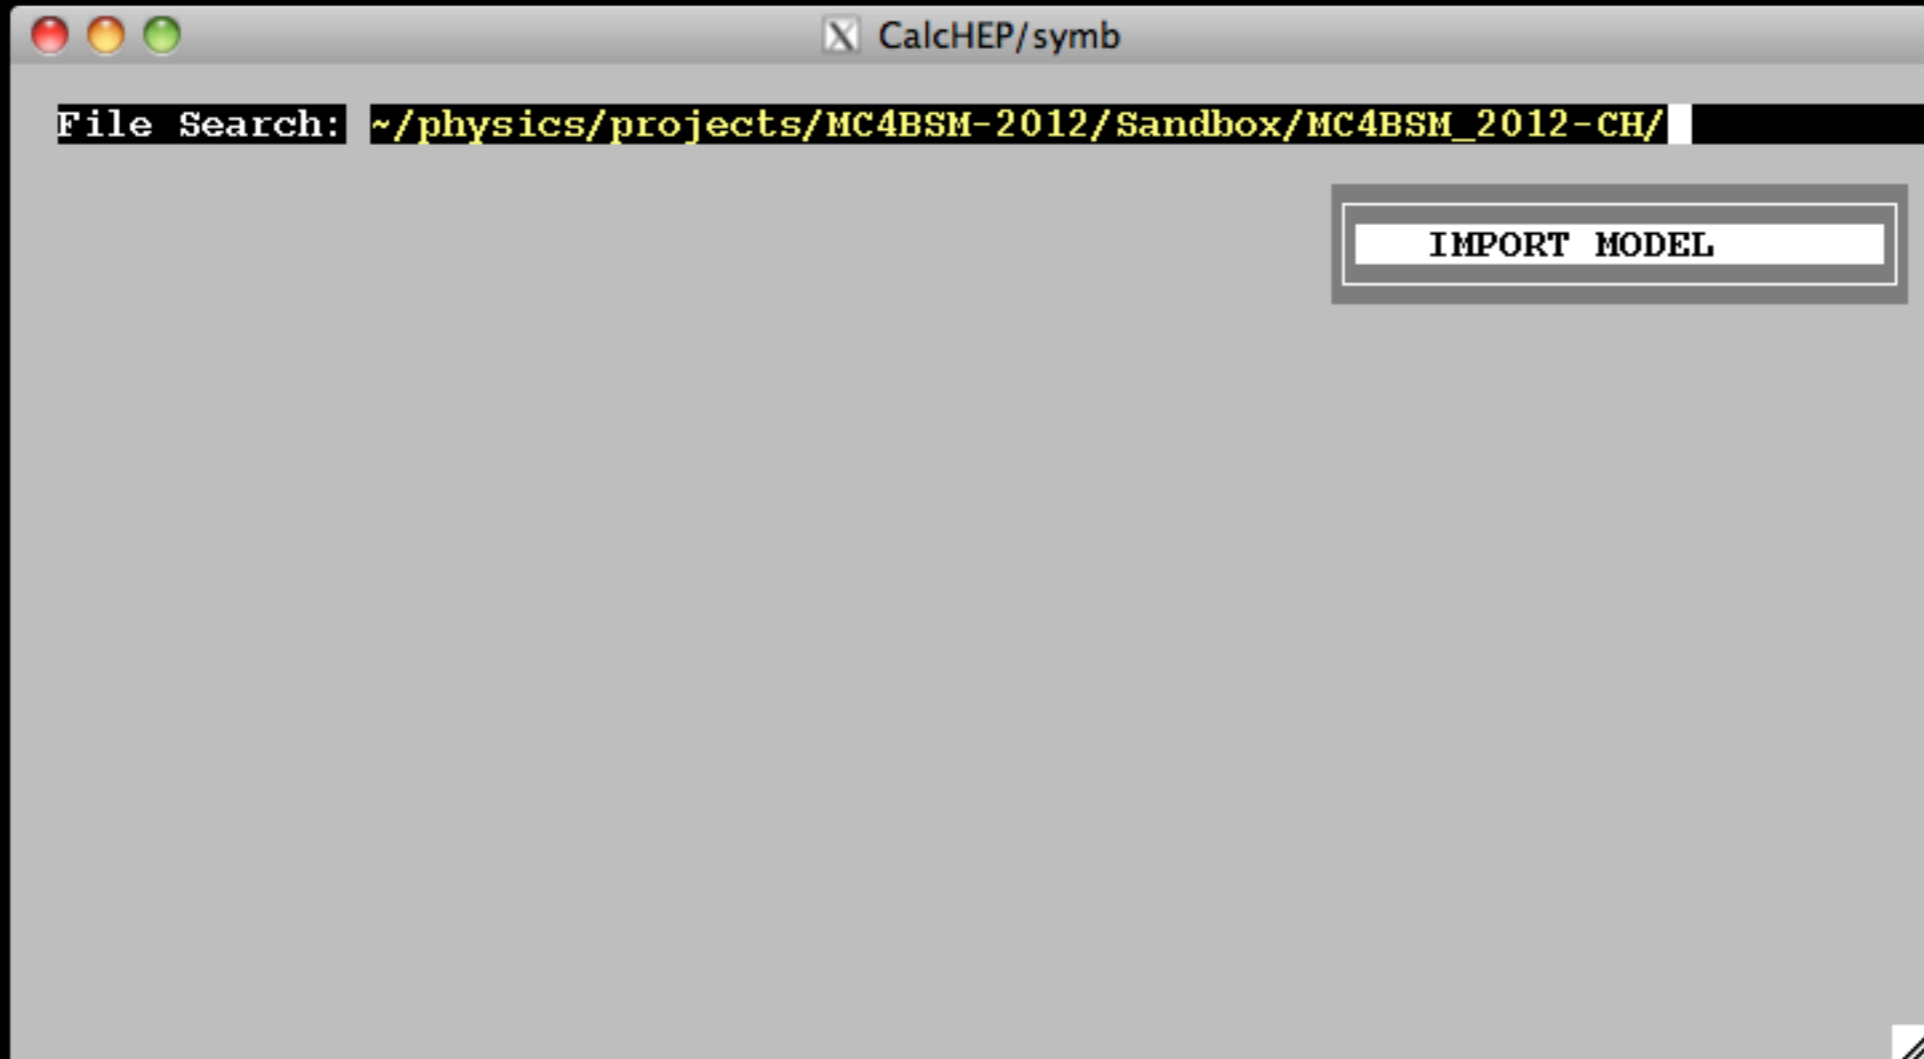 CalcHEP/symb
File Search: ~/physics/projects/MC4BSM-2012/Sandbox/MC4BSM_2012-CH/
IMPORT MODEL